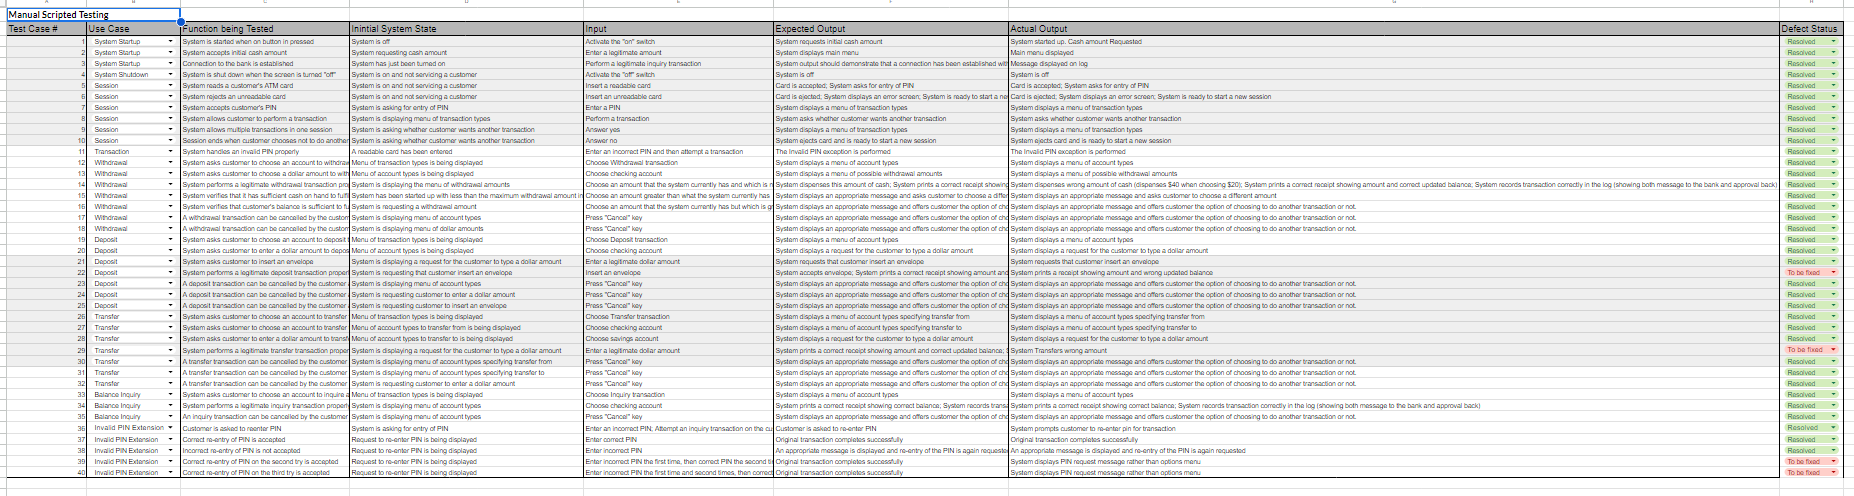 Manual Scripted Testing
Test Case # Use Case Function being Tested Inintial System State Input Expected Output Actual Output Defect Status
1 System Startup System is started when on button in pressed System is off Activate the "on" switch System requests initial cash amount System started up. Cash amount Requested Resolved
2 System Startup System accepts initial cash amount System requesting cash amount Enter a legitimate amount System displays main menu Main menu displayed Resolved
3 System Startup Connection to the bank is established System has just been turned on Perform a legitimate inquiry transaction System output should demonstrate that a connection has been established with Message displayed on log Resolved
4 System Shutdown System is shut down when the screen is turned "off" System is on and not servicing a customer Activate the "off" switch System is off System is off Resolved
5 Session System reads a customer's ATM card System is on and not servicing a customer Insert a readable card Card is accepted; System asks for entry of PIN Card is accepted; System asks for entry of PIN Resolved
6 Session System rejects an unreadable card System is on and not servicing a customer Insert an unreadable card Card is ejected; System displays an error screen; System is ready to start a ne Card is ejected; System displays an error screen; System is ready to start a new session Resolved
7 Session System accepts customer's PIN System is asking for entry of PIN Enter a PIN System displays a menu of transaction types System displays a menu of transaction types Resolved
8 Session System allows customer to perform a transaction System is displaying menu of transaction types Perform a transaction System asks whether customer wants another transaction System asks whether customer wants another transaction Resolved
9 Session System allows multiple transactions in one session System is asking whether customer wants another transaction Answer yes System displays a menu of transaction types System displays a menu of transaction types Resolved
10 Session Session ends when customer chooses not to do another System is asking whether customer wants another transaction Answer no System ejects card and is ready to start a new session System ejects card and is ready to start a new session Resolved
11 Transaction System handles an invalid PIN properly A readable card has been entered Enter an incorrect PIN and then attempt a transaction The Invalid PIN exception is performed The Invalid PIN exception is performed Resolved
12 Withdrawal System asks customer to choose an account to withdraw Menu of transaction types is being displayed Choose Withdrawal transaction System displays a menu of account types System displays a menu of account types Resolved
13 Withdrawal System asks customer to choose a dollar amount to with Menu of account types is being displayed Choose checking account System displays a menu of possible withdrawal amounts System displays a menu of possible withdrawal amounts Resolved
14 Withdrawal System performs a legitimate withdrawal transaction pro System is displaying the menu of withdrawal amounts Choose an amount that the system currently has and which is n System dispenses this amount of cash; System prints a correct receipt showing System dispenses wrong amount of cash (dispenses $40 when choosing $20); System prints a correct receipt showing amount and correct updated balance; System records transaction correctly in the log (showing both message to the bank and approval back) Resolved
15 Withdrawal System verifies that it has sufficient cash on hand to fulfil System has been started up with less than the maximum withdrawal amount in Choose an amount greater than what the system currently has System displays an appropriate message and asks customer to choose a differ System displays an appropriate message and asks customer to choose a different amount Resolved
16 Withdrawal System verifies that customer's balance is sufficient to fu System is requesting a withdrawal amount Choose an amount that the system currently has but which is gr System displays an appropriate message and offers customer the option of cho System displays an appropriate message and offers customer the option of choosing to do another transaction or not. Resolved
17 Withdrawal A withdrawal transaction can be cancelled by the custom System is displaying menu of account types Press "Cancel" key System displays an appropriate message and offers customer the option of cho System displays an appropriate message and offers customer the option of choosing to do another transaction or not. Resolved
18 Withdrawal A withdrawal transaction can be cancelled by the custom System is displaying menu of dollar amounts Press "Cancel" key System displays an appropriate message and offers customer the option of cho System displays an appropriate message and offers customer the option of choosing to do another transaction or not. Resolved
19 Deposit System asks customer to choose an account to deposit t Menu of transaction types is being displayed Choose Deposit transaction System displays a menu of account types System displays a menu of account types Resolved
20 Deposit System asks customer to enter a dollar amount to depos Menu of account types is being displayed Choose checking account System displays a request for the customer to type a dollar amount System displays a request for the customer to type a dollar amount Resolved
21 Deposit System asks customer to insert an envelope System is displaying a request for the customer to type a dollar amount Enter a legitimate dollar amount System requests that customer insert an envelope System requests that customer insert an envelope Resolved
22 Deposit System performs a legitimate deposit transaction proper System is requesting that customer insert an envelope Insert an envelope System accepts envelope; System prints a correct receipt showing amount and System prints a receipt showing amount and wrong updated balance To be fixed
23 Deposit A deposit transaction can be cancelled by the customer System is displaying menu of account types Press "Cancel" key System displays an appropriate message and offers customer the option of cho System displays an appropriate message and offers customer the option of choosing to do another transaction or not. Resolved
24 Deposit A deposit transaction can be cancelled by the customer System is requesting customer to enter a dollar amount Press "Cancel" key System displays an appropriate message and offers customer the option of cho System displays an appropriate message and offers customer the option of choosing to do another transaction or not. Resolved
25 Deposit A deposit transaction can be cancelled by the customer System is requesting customer to insert an envelope Press "Cancel" key System displays an appropriate message and offers customer the option of cho System displays an appropriate message and offers customer the option of choosing to do another transaction or not. Resolved
26 Transfer System asks customer to choose an account to transfer Menu of transaction types is being displayed Choose Transfer transaction System displays a menu of account types specifying transfer from System displays a menu of account types specifying transfer from Resolved
27 Transfer System asks customer to choose an account to transfer Menu of account types to transfer from is being displayed Choose checking account System displays a menu of account types specifying transfer to System displays a menu of account types specifying transfer to Resolved
28 Transfer System asks customer to enter a dollar amount to transf Menu of account types to transfer to is being displayed Choose savings account System displays a request for the customer to type a dollar amount System displays a request for the customer to type a dollar amount Resolved
29 Transfer System performs a legitimate transfer transaction proper System is displaying a request for the customer to type a dollar amount Enter a legitimate dollar amount System prints a correct receipt showing amount and correct updated balance; System Transfers wrong amount To be fixed
30 Transfer A transfer transaction can be cancelled by the customer System is displaying menu of account types specifying transfer from Press "Cancel" key System displays an appropriate message and offers customer the option of cho System displays an appropriate message and offers customer the option of choosing to do another transaction or not. Resolved
31 Transfer A transfer transaction can be cancelled by the customer System is displaying menu of account types specifying transfer to Press "Cancel" key System displays an appropriate message and offers customer the option of cho System displays an appropriate message and offers customer the option of choosing to do another transaction or not. Resolved
32 Transfer A transfer transaction can be cancelled by the customer System is requesting customer to enter a dollar amount Press "Cancel" key System displays an appropriate message and offers customer the option of cho System displays an appropriate message and offers customer the option of choosing to do another transaction or not. Resolved
33 Balance Inquiry System asks customer to choose an account to inquire a Menu of transaction types is being displayed Choose Inquiry transaction System displays a menu of account types System displays a menu of account types Resolved
34 Balance Inquiry System performs a legitimate inquiry transaction properl System is displaying menu of account types Choose checking account System prints a correct receipt showing correct balance; System records transa System prints a correct receipt showing correct balance; System records transaction correctly in the log (showing both message to the bank and approval back) Resolved
35 Balance Inquiry An inquiry transaction can be cancelled by the customer System is displaying menu of account types Press "Cancel" key System displays an appropriate message and offers customer the option of cho System displays an appropriate message and offers customer the option of choosing to do another transaction or not. Resolved
36 Invalid PIN Extension Customer is asked to reenter PIN System is asking for entry of PIN Enter an incorrect PIN; Attempt an inquiry transaction on the cu Customer is asked to re-enter PIN System prompts customer to re-enter pin for transaction Resolved
37 Invalid PIN Extension Correct re-entry of PIN is accepted Request to re-enter PIN is being displayed Enter correct PIN Original transaction completes successfully Original transaction completes successfully Resolved
38 Invalid PIN Extension Incorrect re-entry of PIN is not accepted Request to re-enter PIN is being displayed Enter incorrect PIN An appropriate message is displayed and re-entry of the PIN is again requeste An appropriate message is displayed and re-entry of the PIN is again requested Resolved
39 Invalid PIN Extension Correct re-entry of PIN on the second try is accepted Request to re-enter PIN is being displayed Enter incorrect PIN the first time, then correct PIN the second ti Original transaction completes successfully System displays PIN request message rather than options menu To be fixed
40 Invalid PIN Extension Correct re-entry of PIN on the third try is accepted Request to re-enter PIN is being displayed Enter incorrect PIN the first time and second times, then correct Original transaction completes successfully System displays PIN request message rather than options menu To be fixed